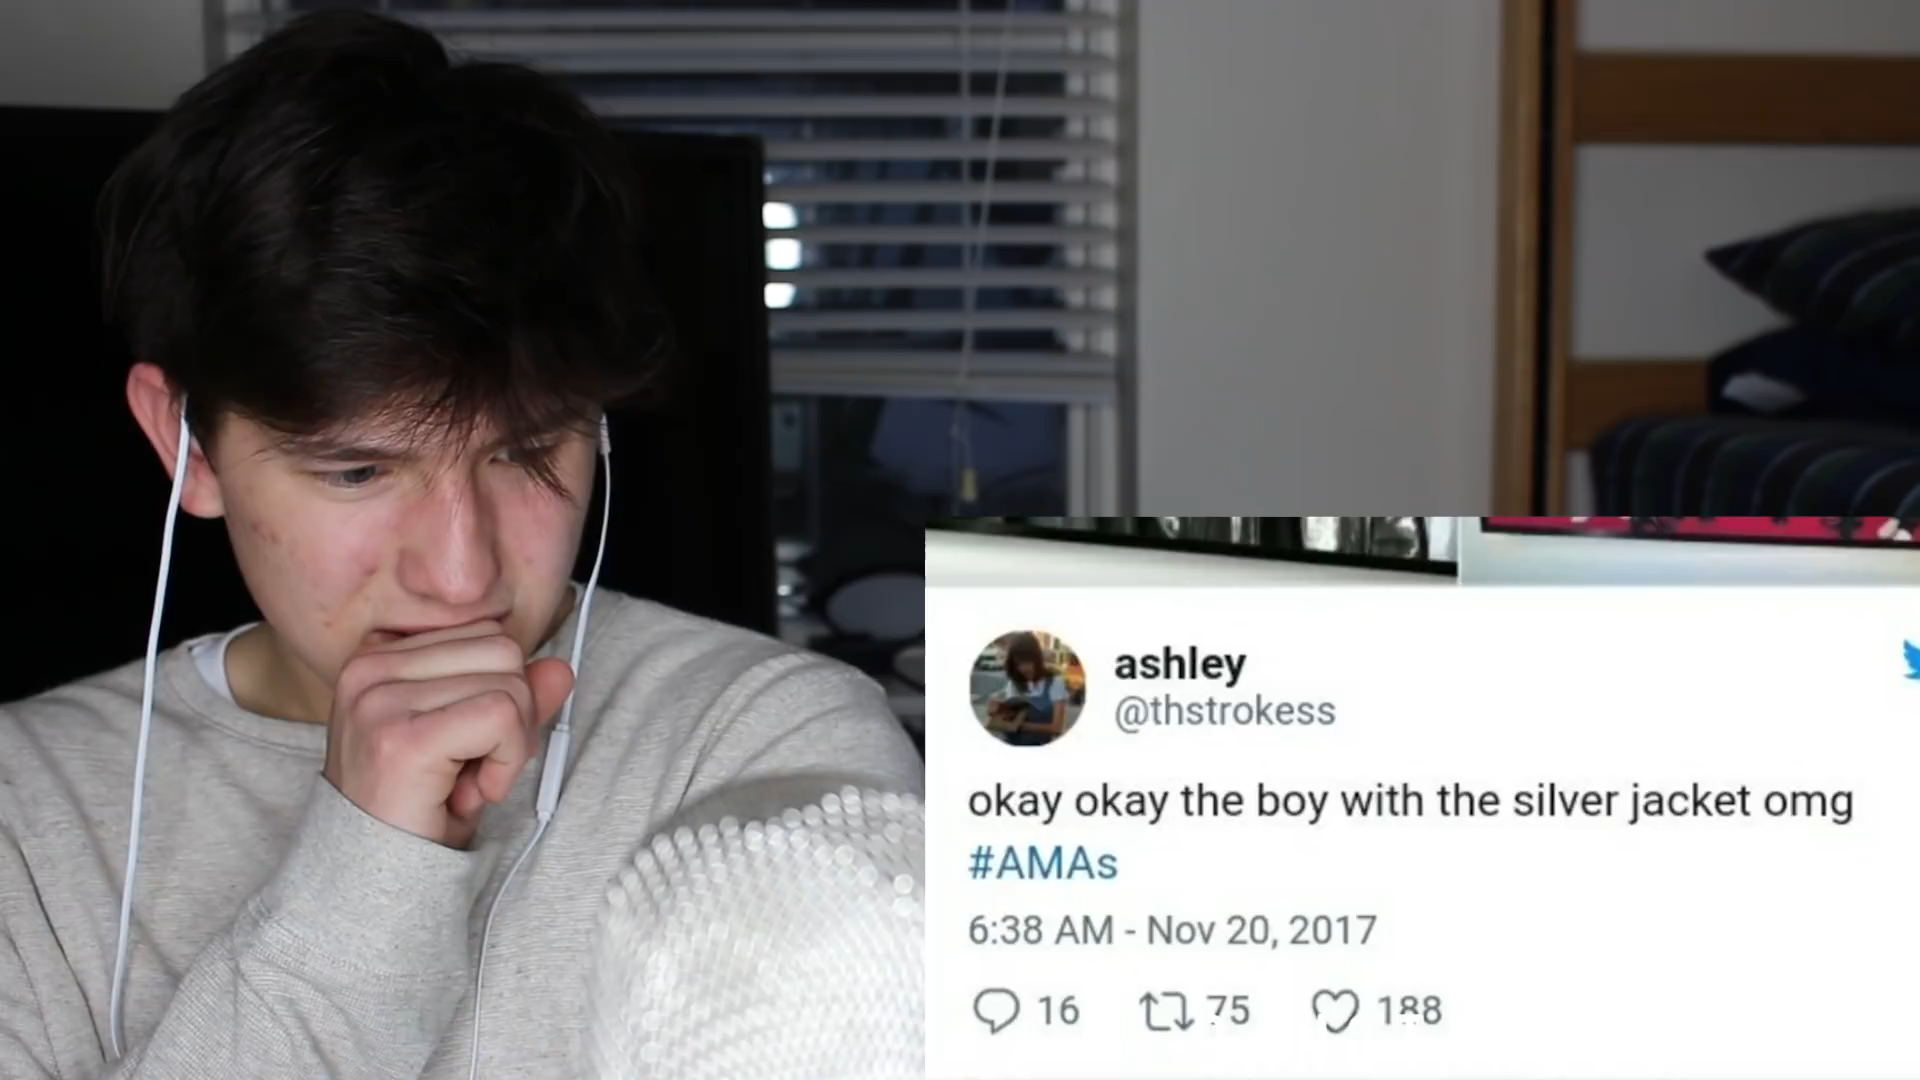 ashley
@thstrokess
okay okay the boy with the silver jacket omg
#AMAs
6:38 AM - Nov 20, 2017
16 75 188